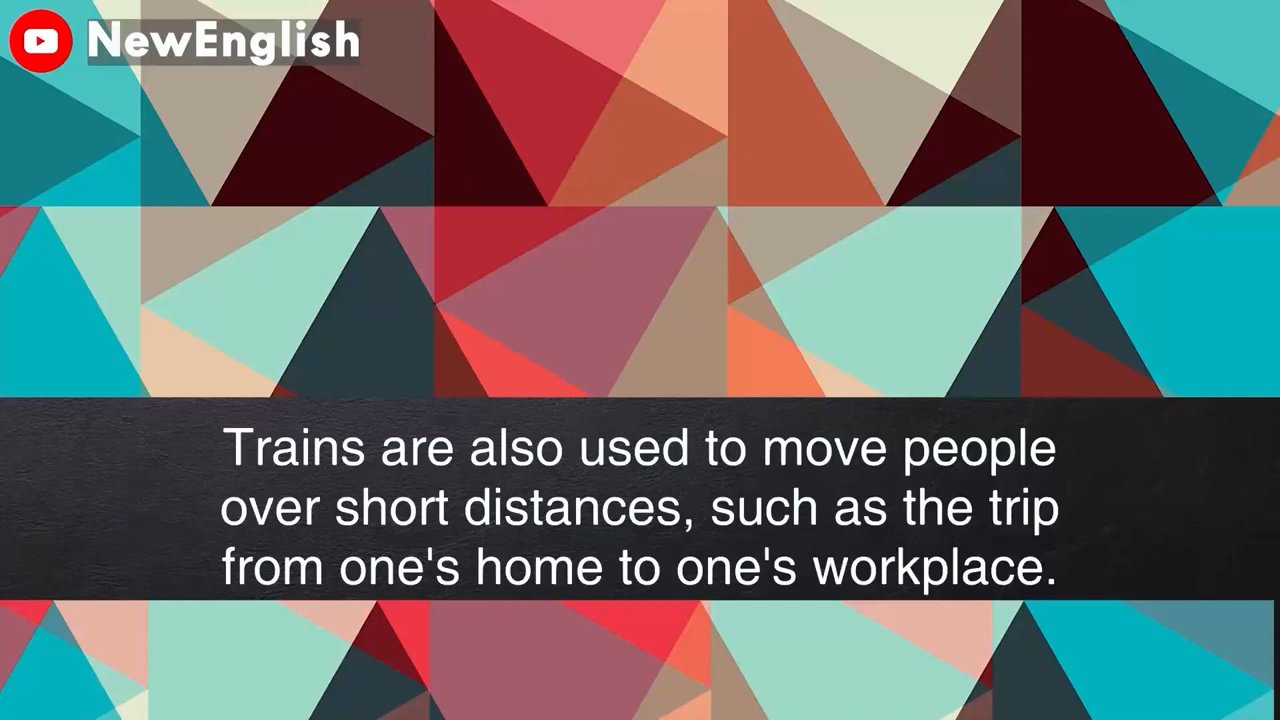 NewEnglish
Trains are also used to move people
over short distances, such as the trip
from one's home to one's workplace.